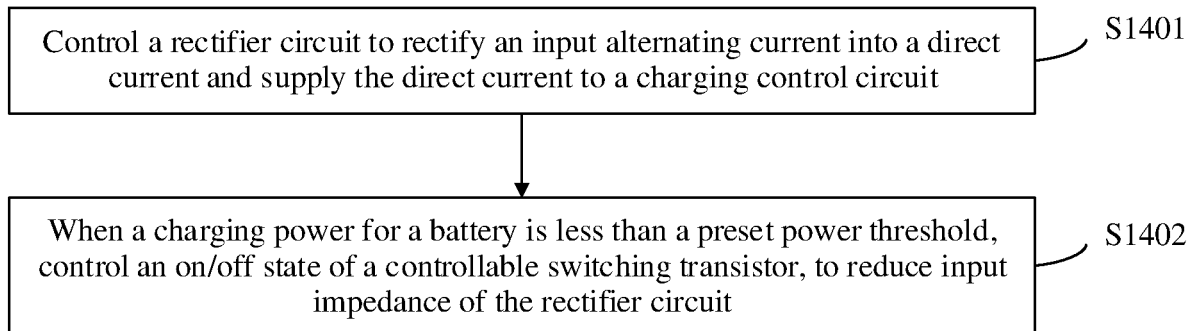 Control a rectifier circuit to rectify an input alternating current into a direct
current and supply the direct current to a charging control circuit
S1401
When a charging power for a battery is less than a preset power threshold,
control an on/off state of a controllable switching transistor, to reduce input
impedance of the rectifier circuit
S1402